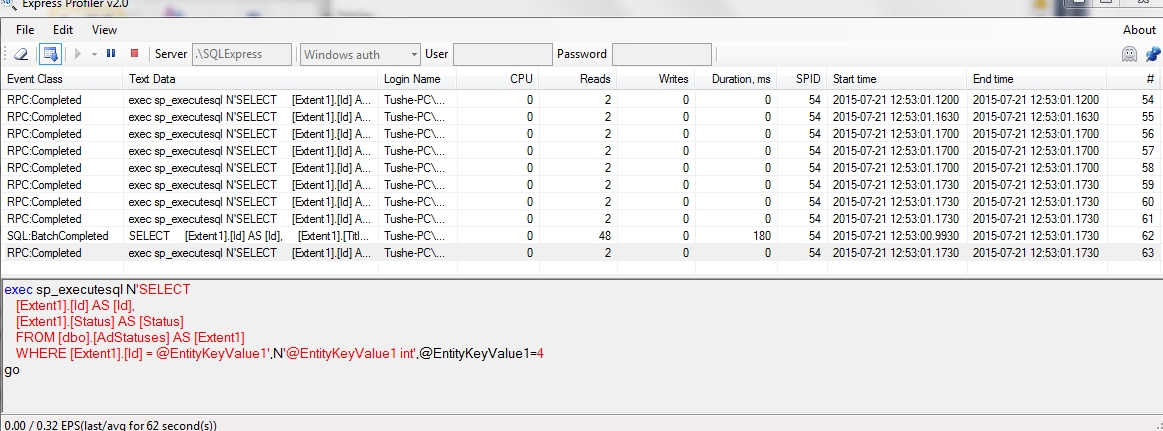 Express Profiler v2.0
File Edit View About
Server .\SQLExpress Windows auth User Password
Event Class Text Data Login Name CPU Reads Writes Duration, ms SPID Start time End time #
RPC:Completed exec sp_executesql N'SELECT [Extent1].[Id] A... Tushe-PC\... 0 2 0 0 54 2015-07-21 12:53:01.1200 2015-07-21 12:53:01.1200 54
RPC:Completed exec sp_executesql N'SELECT [Extent1].[Id] A... Tushe-PC\... 0 2 0 0 54 2015-07-21 12:53:01.1630 2015-07-21 12:53:01.1630 55
RPC:Completed exec sp_executesql N'SELECT [Extent1].[Id] A... Tushe-PC\... 0 2 0 0 54 2015-07-21 12:53:01.1700 2015-07-21 12:53:01.1700 56
RPC:Completed exec sp_executesql N'SELECT [Extent1].[Id] A... Tushe-PC\... 0 2 0 0 54 2015-07-21 12:53:01.1700 2015-07-21 12:53:01.1700 57
RPC:Completed exec sp_executesql N'SELECT [Extent1].[Id] A... Tushe-PC\... 0 2 0 0 54 2015-07-21 12:53:01.1700 2015-07-21 12:53:01.1700 58
RPC:Completed exec sp_executesql N'SELECT [Extent1].[Id] A... Tushe-PC\... 0 2 0 0 54 2015-07-21 12:53:01.1730 2015-07-21 12:53:01.1730 59
RPC:Completed exec sp_executesql N'SELECT [Extent1].[Id] A... Tushe-PC\... 0 2 0 0 54 2015-07-21 12:53:01.1730 2015-07-21 12:53:01.1730 60
RPC:Completed exec sp_executesql N'SELECT [Extent1].[Id] A... Tushe-PC\... 0 2 0 0 54 2015-07-21 12:53:01.1730 2015-07-21 12:53:01.1730 61
SQL:BatchCompleted SELECT [Extent1].[Id] AS [Id], [Extent1].[Titl... Tushe-PC\... 0 48 0 180 54 2015-07-21 12:53:00.9930 2015-07-21 12:53:01.1730 62
RPC:Completed exec sp_executesql N'SELECT [Extent1].[Id] A... Tushe-PC\... 0 2 0 0 54 2015-07-21 12:53:01.1730 2015-07-21 12:53:01.1730 63
exec sp_executesql N'SELECT
[Extent1].[Id] AS [Id],
[Extent1].[Status] AS [Status]
FROM [dbo].[AdStatuses] AS [Extent1]
WHERE [Extent1].[Id] = @EntityKeyValue1',N'@EntityKeyValue1 int',@EntityKeyValue1=4
go
0.00 / 0.32 EPS(last/avg for 62 second(s))